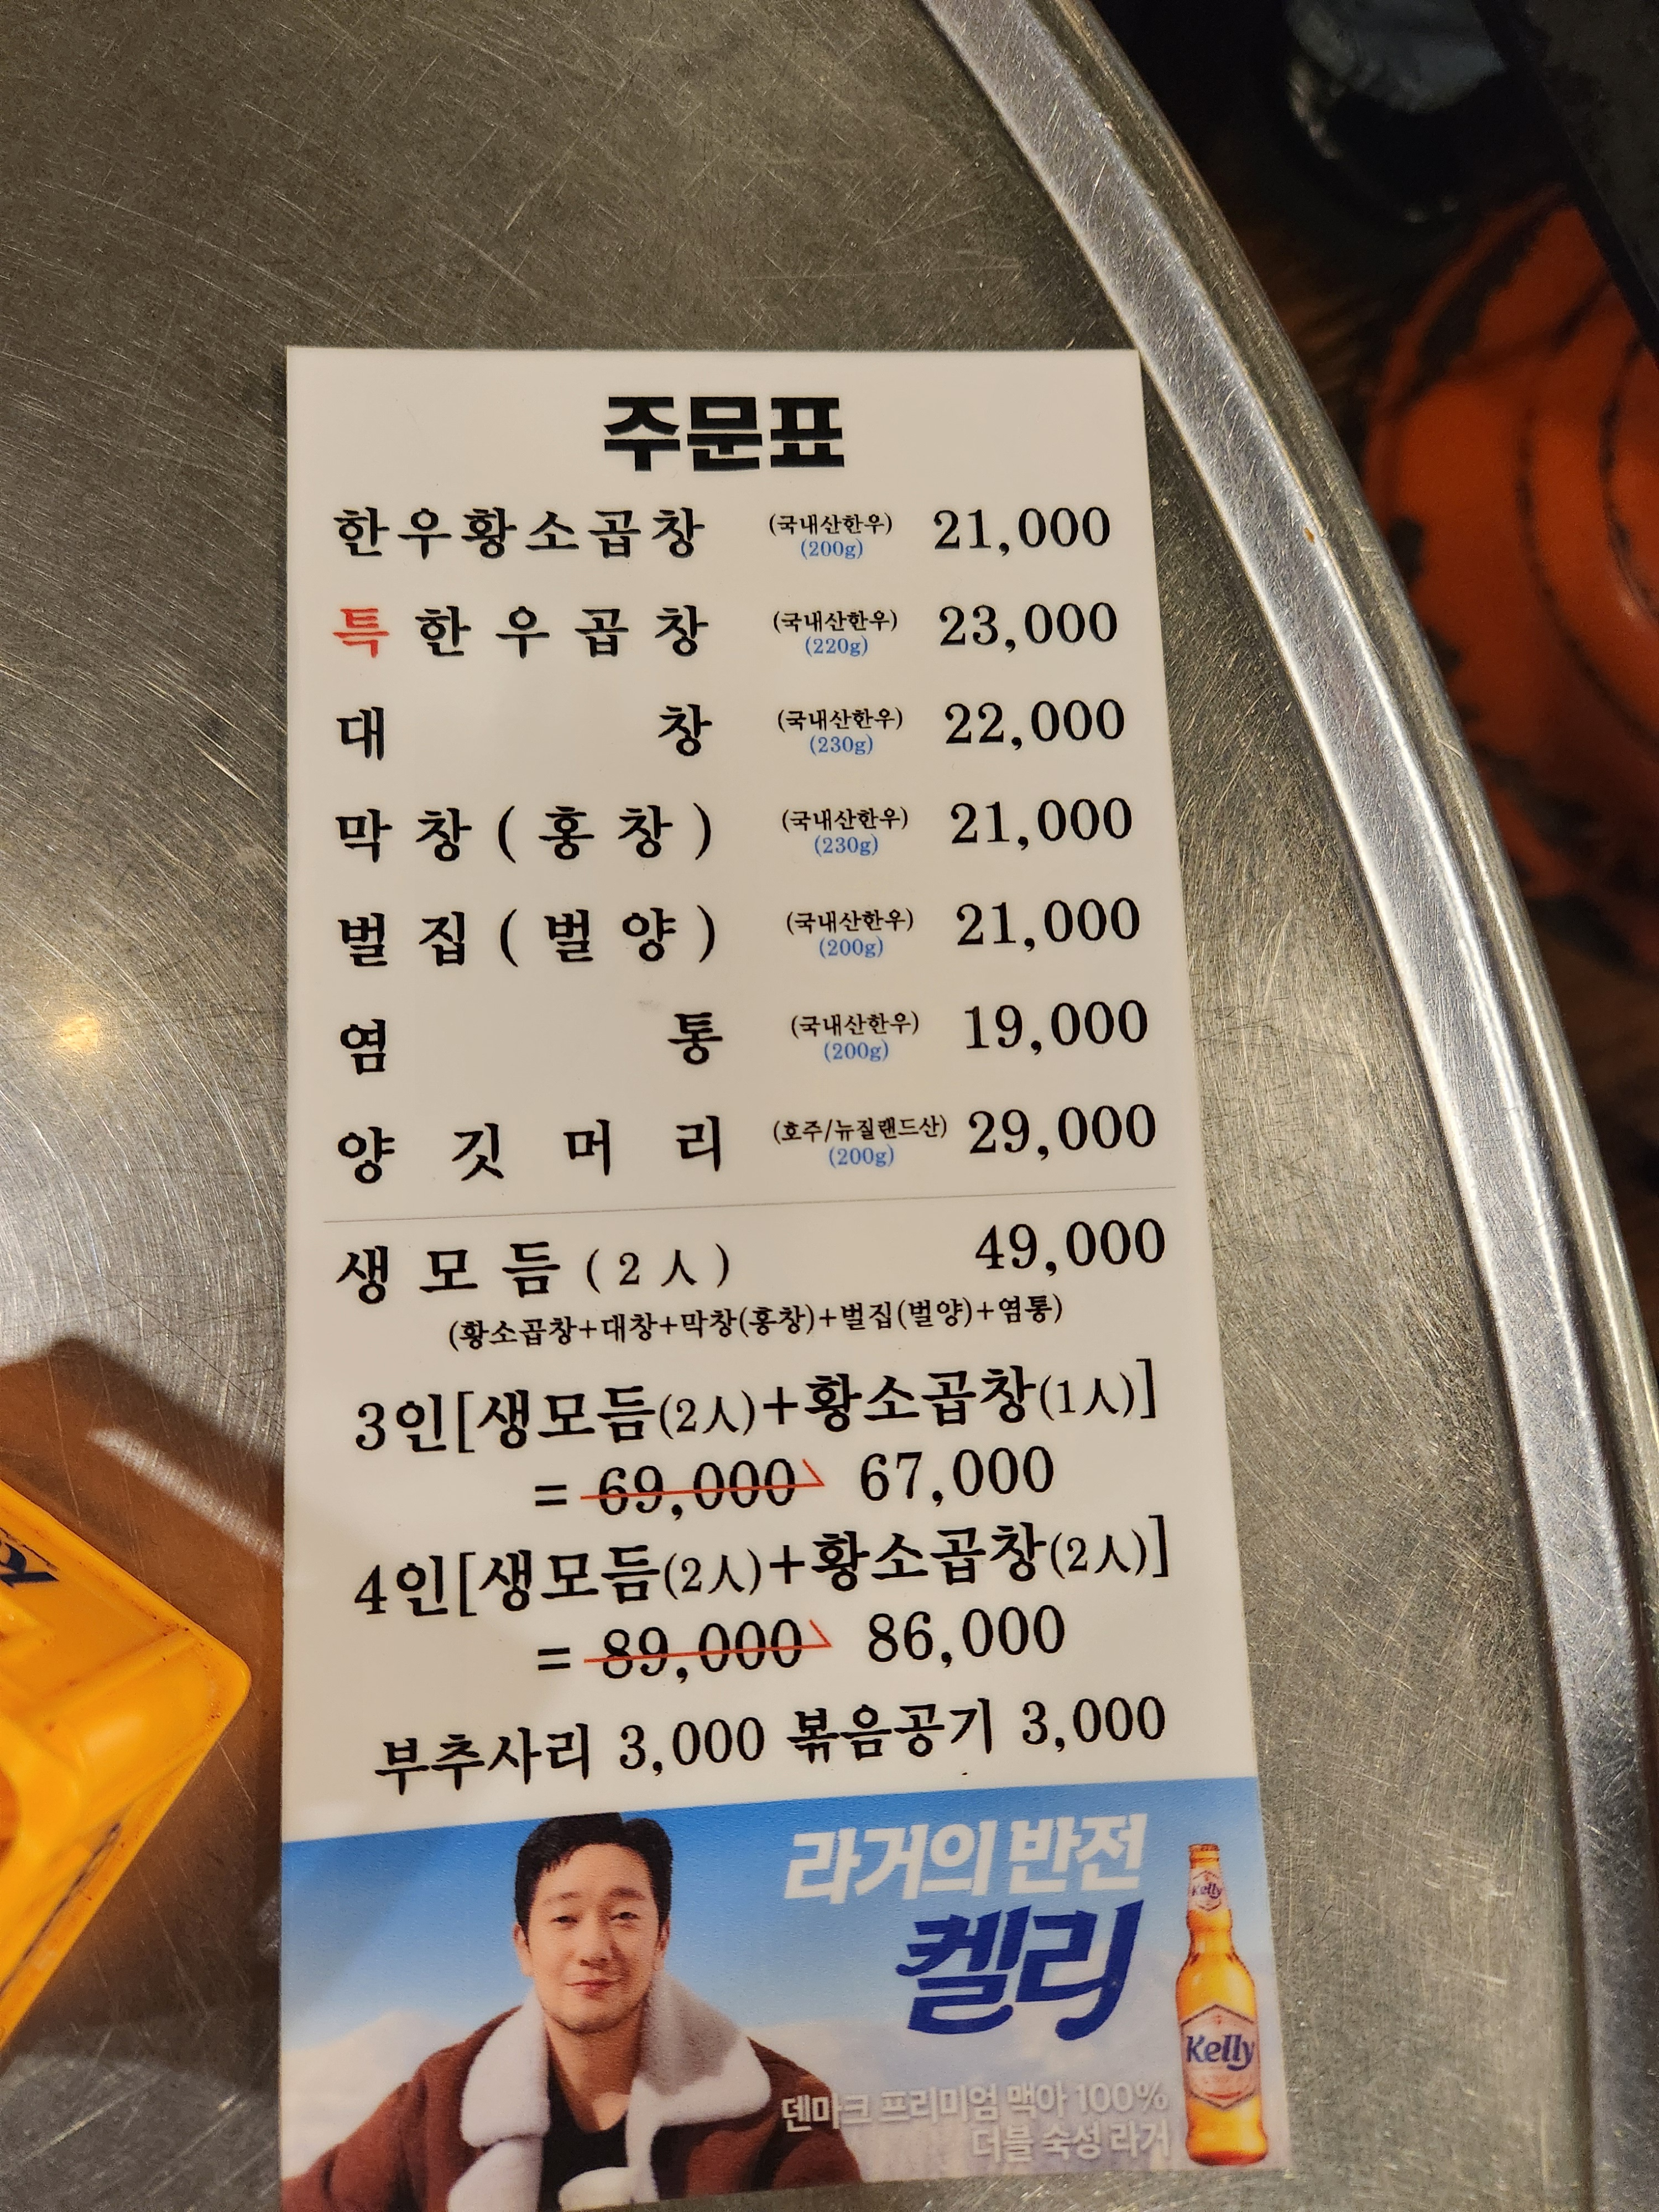 주문표
한우황소곱창 (국내산한우) (200g) 21,000
특한우곱창 (국내산한우) (220g) 23,000
대창 (국내산한우) (230g) 22,000
막창(홍창) (국내산한우) (230g) 21,000
벌집(벌양) (국내산한우) (200g) 21,000
염통 (국내산한우) (200g) 19,000
양깃머리 (호주/뉴질랜드산) (200g) 29,000
생모듬(2人) 49,000
(황소곱창+대창+막창(홍창)+벌집(벌양)+염통)
3인[생모듬(2人)+황소곱창(1人)]
= 69,000 67,000
4인[생모듬(2人)+황소곱창(2人)]
= 89,000 86,000
부추사리 3,000 볶음공기 3,000
라거의 반전
켈리
Kelly
Kelly
덴마크 프리미엄 맥아 100%
더블 숙성 라거